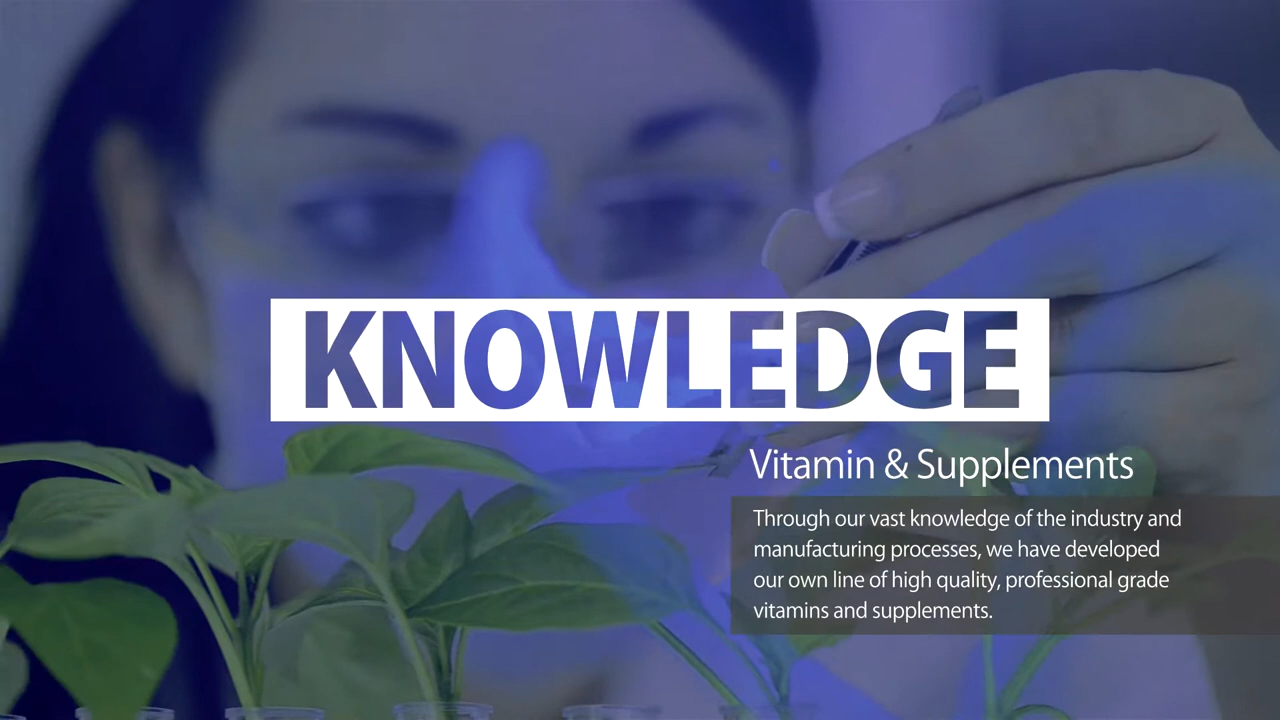 KNOWLEDGE
Vitamin & Supplements
Through our vast knowledge of the industry and
manufacturing processes, we have developed
our own line of high quality, professional grade
vitamins and supplements.